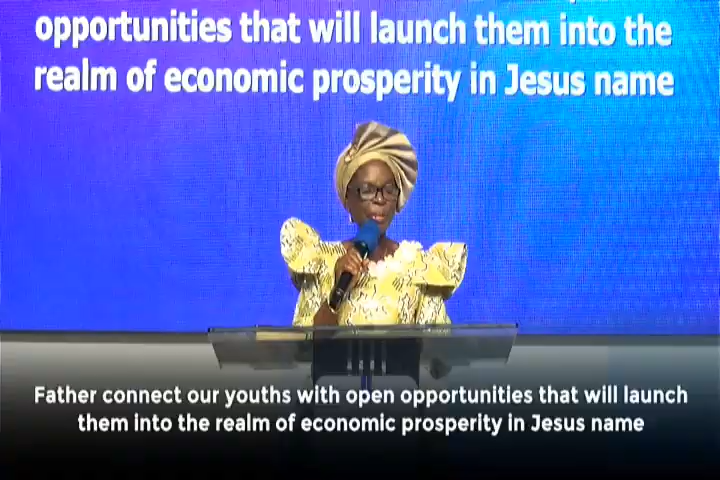 opportunities that will launch them into the
realm of economic prosperity in Jesus name
Father connect our youths with open opportunities that will launch
them into the realm of economic prosperity in Jesus name